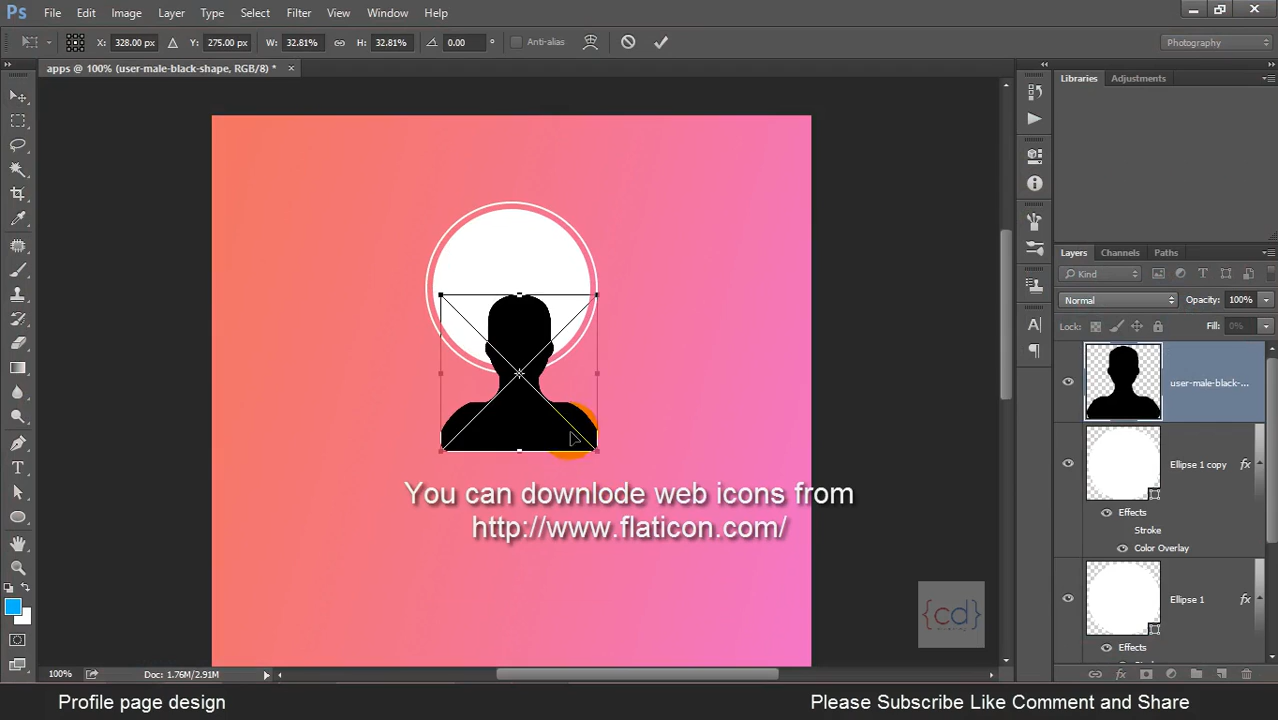 Ps File Edit Image Layer Type Select Filter 3D View Window Help
X: 328.00 px Y: 275.00 px W: 32.81% H: 32.81% 0.00 ° Anti-alias Photography
apps @ 100% (user-male-black-shape, RGB/8) * ×
Libraries Adjustments
Layers Channels Paths
Kind
Normal Opacity: 100%
Lock: Fill: 0%
user-male-black-...
Ellipse 1 copy fx
Effects
Stroke
Color Overlay
Ellipse 1 fx
Effects
You can downlode web icons from
http://www.flaticon.com/
{cd}
100% Doc: 1.76M/2.91M
Profile page design
Please Subscribe Like Comment and Share